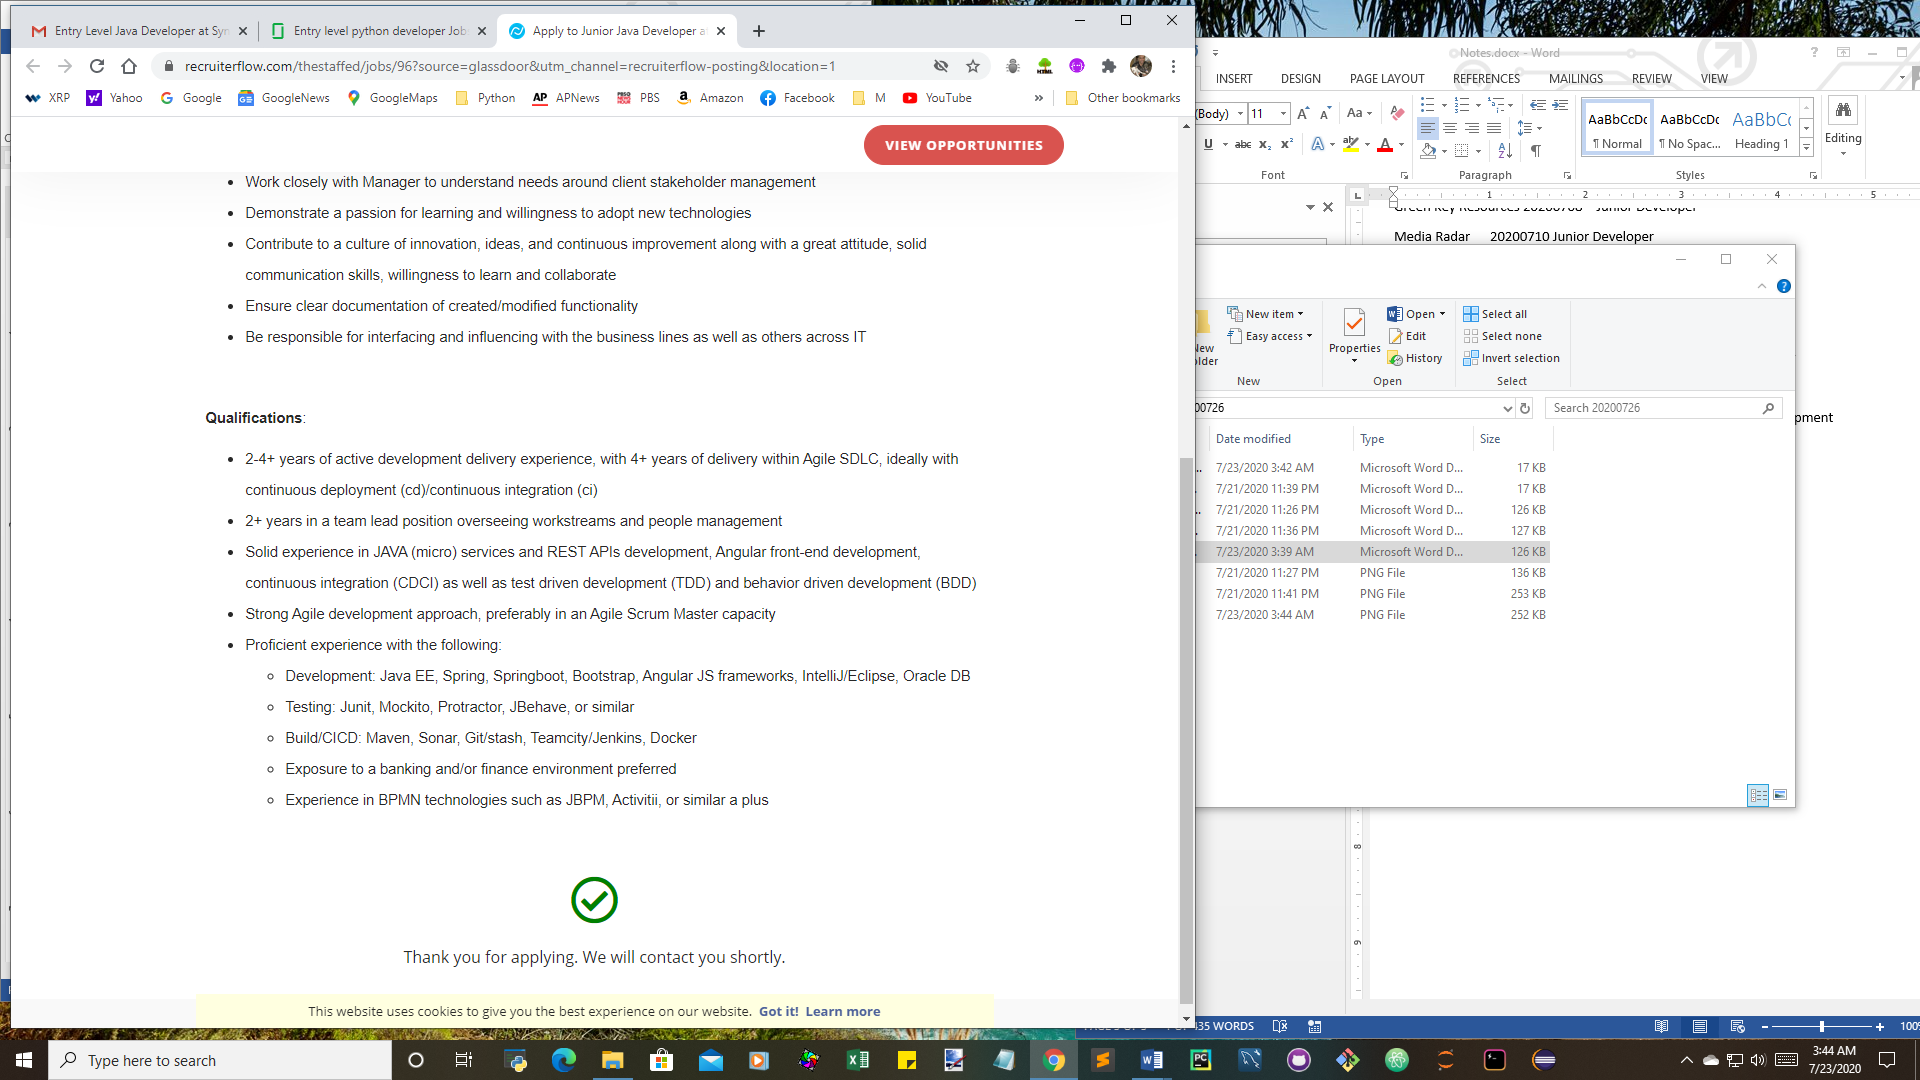 Entry Level Java Developer at Syn
Entry level python developer Job
Apply to Junior Java Developer a
recruiterflow.com/thestaffed/jobs/96?source=glassdoor&utm_channel=recruiterflow-posting&location=1
XRP
Yahoo
Google
GoogleNews
GoogleMaps
Python
APNews
PBS
Amazon
Facebook
M
YouTube
»
Other bookmarks
VIEW OPPORTUNITIES
• Work closely with Manager to understand needs around client stakeholder management
• Demonstrate a passion for learning and willingness to adopt new technologies
• Contribute to a culture of innovation, ideas, and continuous improvement along with a great attitude, solid
communication skills, willingness to learn and collaborate
• Ensure clear documentation of created/modified functionality
• Be responsible for interfacing and influencing with the business lines as well as others across IT
Qualifications:
• 2-4+ years of active development delivery experience, with 4+ years of delivery within Agile SDLC, ideally with
continuous deployment (cd)/continuous integration (ci)
• 2+ years in a team lead position overseeing workstreams and people management
• Solid experience in JAVA (micro) services and REST APIs development, Angular front-end development,
continuous integration (CDCI) as well as test driven development (TDD) and behavior driven development (BDD)
• Strong Agile development approach, preferably in an Agile Scrum Master capacity
• Proficient experience with the following:
Development: Java EE, Spring, Springboot, Bootstrap, Angular JS frameworks, IntelliJ/Eclipse, Oracle DB
Testing: Junit, Mockito, Protractor, JBehave, or similar
Build/CICD: Maven, Sonar, Git/stash, Teamcity/Jenkins, Docker
Exposure to a banking and/or finance environment preferred
Experience in BPMN technologies such as JBPM, Activitii, or similar a plus
Thank you for applying. We will contact you shortly.
This website uses cookies to give you the best experience on our website. Got it! Learn more
Notes.docx - Word
INSERT DESIGN PAGE LAYOUT REFERENCES MAILINGS REVIEW VIEW
(Body) 11
Aa
AaBbCcDc AaBbCcDc AaBbCc
¶ Normal ¶ No Spac... Heading 1
Editing
Font Paragraph Styles
1 2 3 4 5
Green Key Resources 20200708 Junior Developer
Media Radar 20200710 Junior Developer
New item
Easy access
New
older
Properties
Open
Edit
History
Select all
Select none
Invert selection
New Open Select
00726
Search 20200726
pment
Date modified Type Size
7/23/2020 3:42 AM Microsoft Word D... 17 KB
7/21/2020 11:39 PM Microsoft Word D... 17 KB
7/21/2020 11:26 PM Microsoft Word D... 126 KB
7/21/2020 11:36 PM Microsoft Word D... 127 KB
7/23/2020 3:39 AM Microsoft Word D... 126 KB
7/21/2020 11:27 PM PNG File 136 KB
7/21/2020 11:41 PM PNG File 253 KB
7/23/2020 3:44 AM PNG File 252 KB
8
9
335 WORDS
100%
Type here to search
3:44 AM
7/23/2020